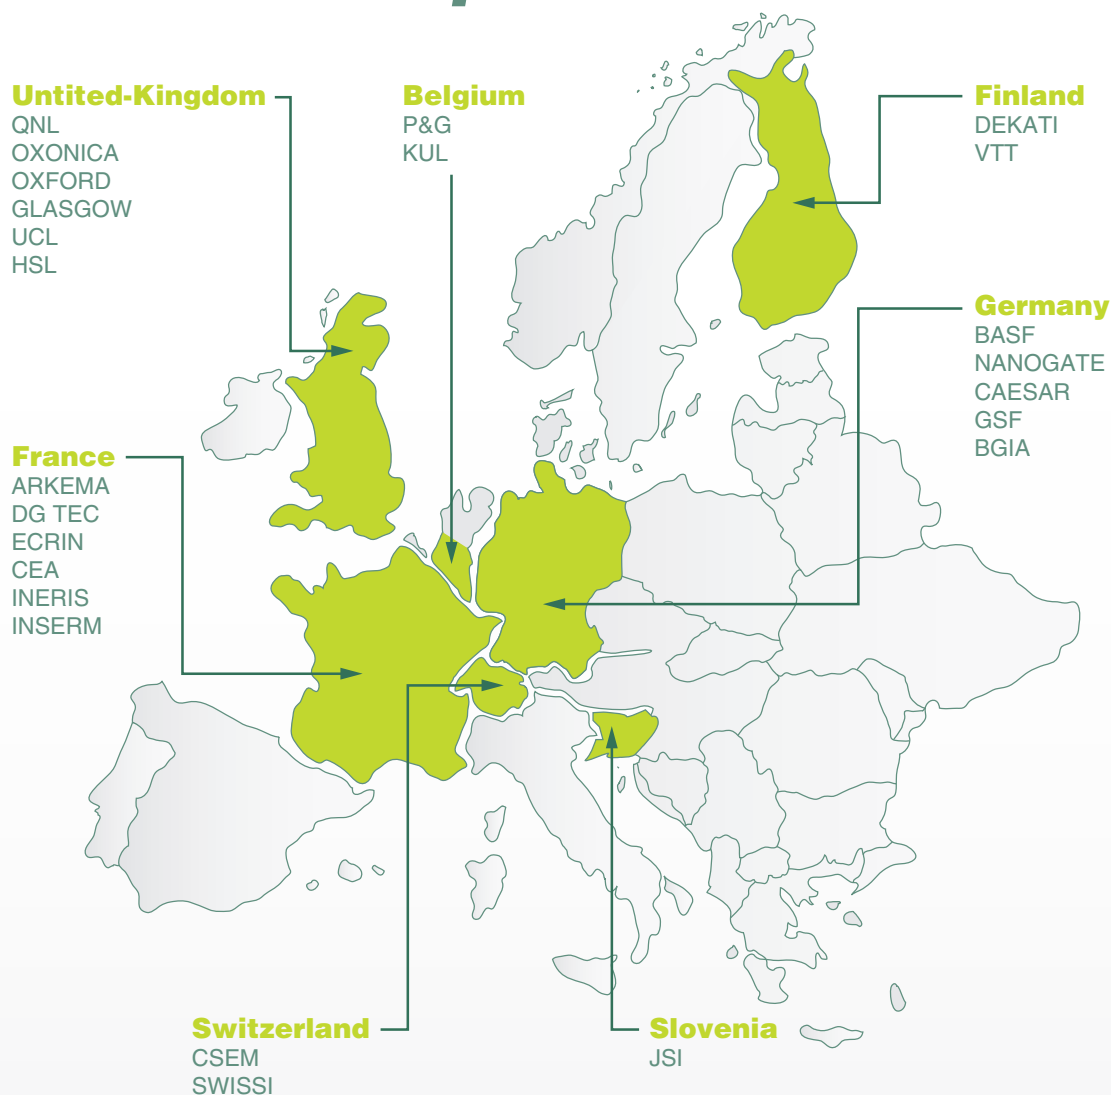 Untited-Kingdom
QNL
OXONICA
OXFORD
GLASGOW
UCL
HSL
Belgium
P&G
KUL
Finland
DEKATI
VTT
Germany
BASF
NANOGATE
CAESAR
GSF
BGIA
France
ARKEMA
DG TEC
ECRIN
CEA
INERIS
INSERM
Switzerland
CSEM
SWISSI
Slovenia
JSI